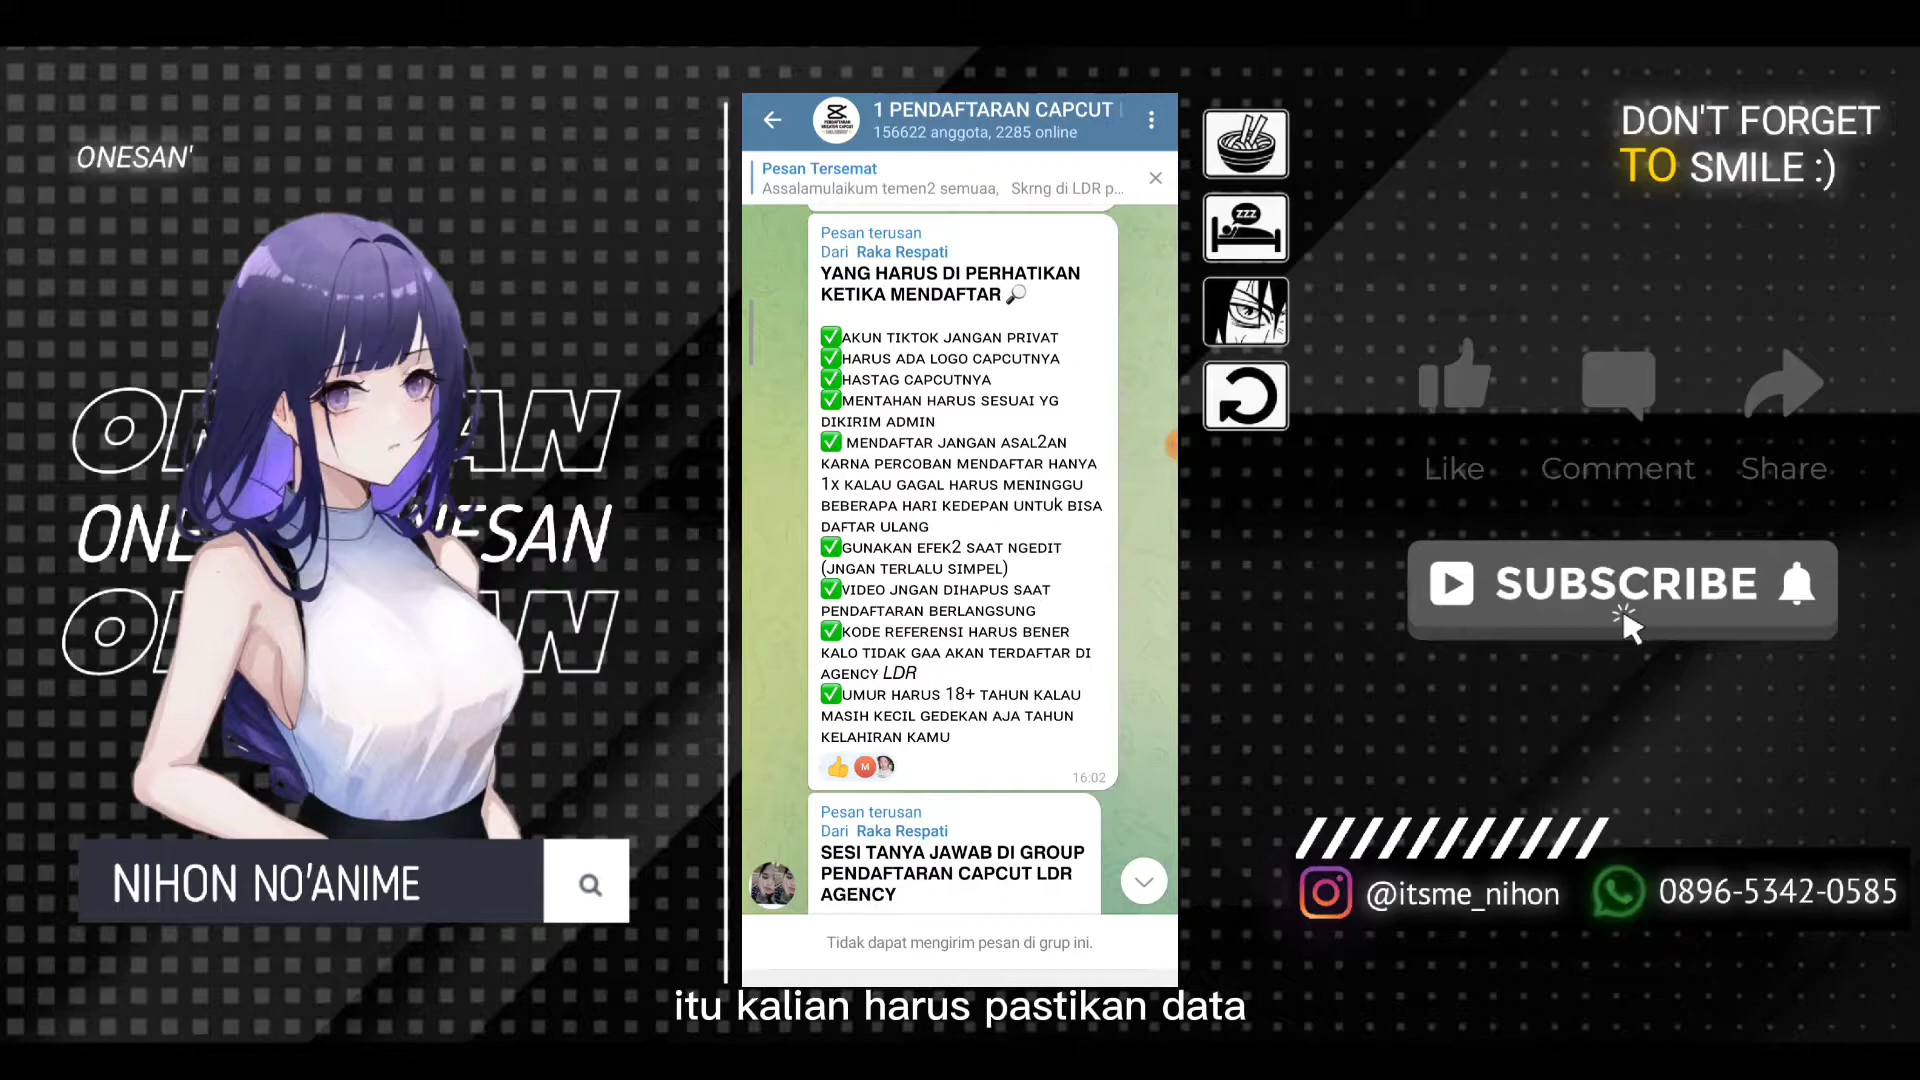 ONESAN'
NIHON NO'ANIME
1 PENDAFTARAN CAPCUT
156622 anggota, 2285 online
Pesan Tersemat
Assalamulaikum temen2 semuaa, Skrng di LDR p...
Pesan terusan
Dari Raka Respati
YANG HARUS DI PERHATIKAN
KETIKA MENDAFTAR 🔎
✅AKUN TIKTOK JANGAN PRIVAT
✅HARUS ADA LOGO CAPCUTNYA
✅HASTAG CAPCUTNYA
✅MENTAHAN HARUS SESUAI YG
DIKIRIM ADMIN
✅ MENDAFTAR JANGAN ASAL2AN
KARNA PERCOBAN MENDAFTAR HANYA
1X KALAU GAGAL HARUS MENINGGU
BEBERAPA HARI KEDEPAN UNTUK BISA
DAFTAR ULANG
✅GUNAKAN EFEK2 SAAT NGEDIT
(JNGAN TERLALU SIMPEL)
✅VIDEO JNGAN DIHAPUS SAAT
PENDAFTARAN BERLANGSUNG
✅KODE REFERENSI HARUS BENER
KALO TIDAK GAA AKAN TERDAFTAR DI
AGENCY LDR
✅UMUR HARUS 18+ TAHUN KALAU
MASIH KECIL GEDEKAN AJA TAHUN
KELAHIRAN KAMU
👍 M
16:02
Pesan terusan
Dari Raka Respati
SESI TANYA JAWAB DI GROUP
PENDAFTARAN CAPCUT LDR
AGENCY
Tidak dapat mengirim pesan di grup ini.
itu kalian harus pastikan data
ZZZ
DON'T FORGET
TO SMILE :)
Like Comment Share
SUBSCRIBE
@itsme_nihon 0896-5342-0585